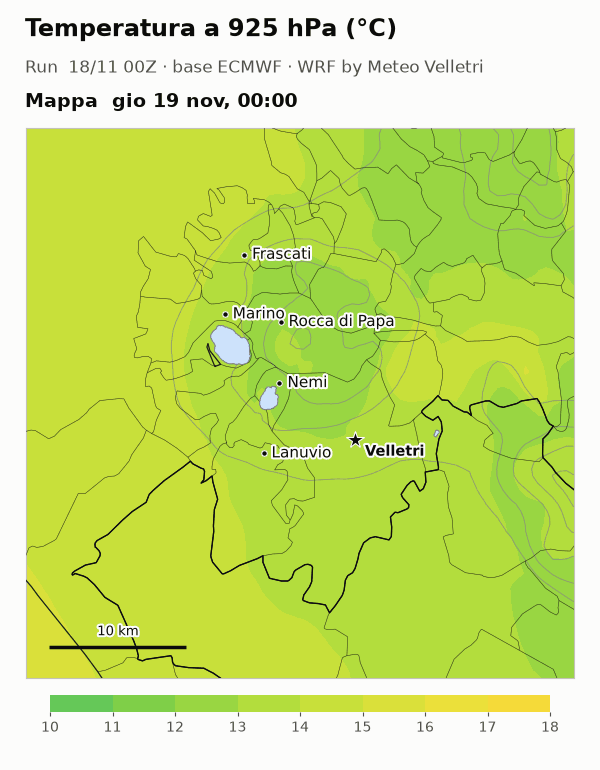 Temperatura a 925 hPa (°C)
Run  18/11 00Z · base ECMWF · WRF by Meteo Velletri
Mappa  gio 19 nov, 00:00
Frascati
Marino
Rocca di Papa
Nemi
Velletri
Lanuvio
10 km
10 11 12 13 14 15 16 17 18